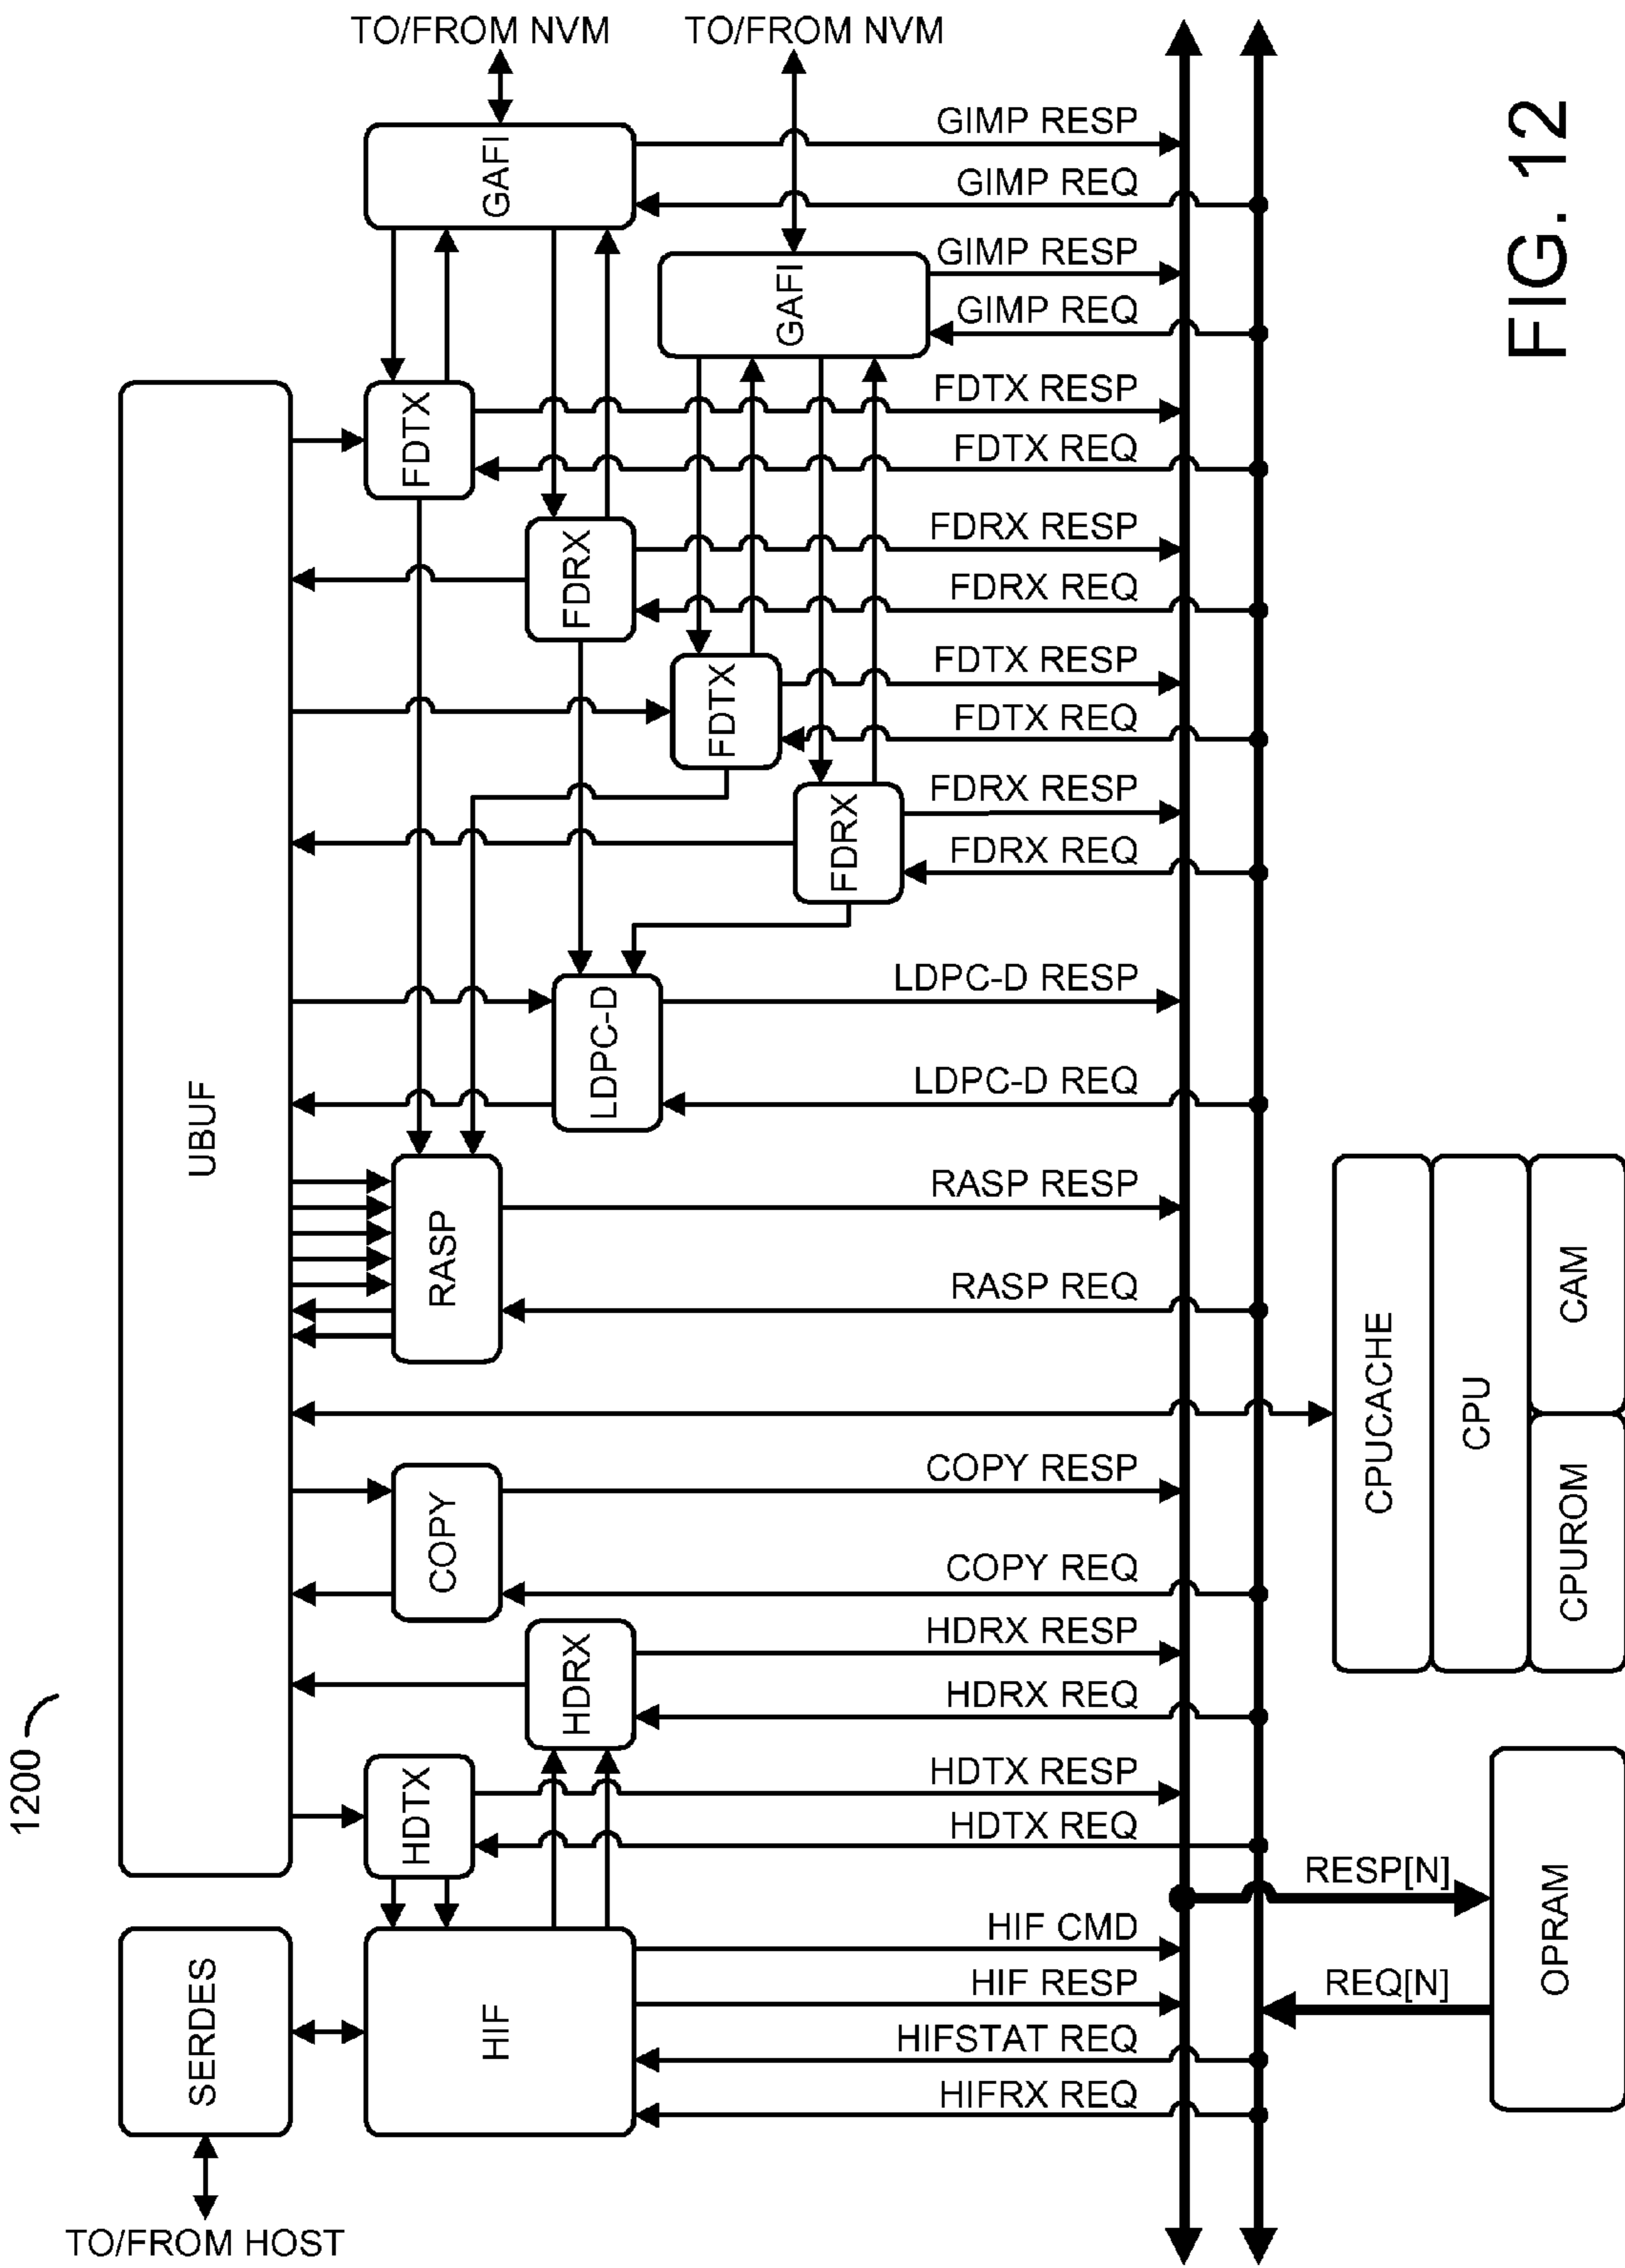 TO/FROM NVM
TO/FROM NVM
GAFI
GIMP RESP
GIMP REQ
GAFI
GIMP RESP
GIMP REQ
FIG. 12
FDTX
FDTX RESP
FDTX REQ
FDRX
FDRX RESP
FDRX REQ
FDTX
FDTX RESP
FDTX REQ
FDRX
FDRX RESP
FDRX REQ
LDPC-D
LDPC-D RESP
LDPC-D REQ
UBUF
RASP
RASP RESP
RASP REQ
CPUCACHE
CPU
CAM
CPUROM
COPY
COPY RESP
COPY REQ
HDRX
HDRX RESP
HDRX REQ
1200
HDTX
HDTX RESP
HDTX REQ
RESP[N]
REQ[N]
OPRAM
SERDES
HIF
HIF CMD
HIF RESP
HIFSTAT REQ
HIFRX REQ
TO/FROM HOST